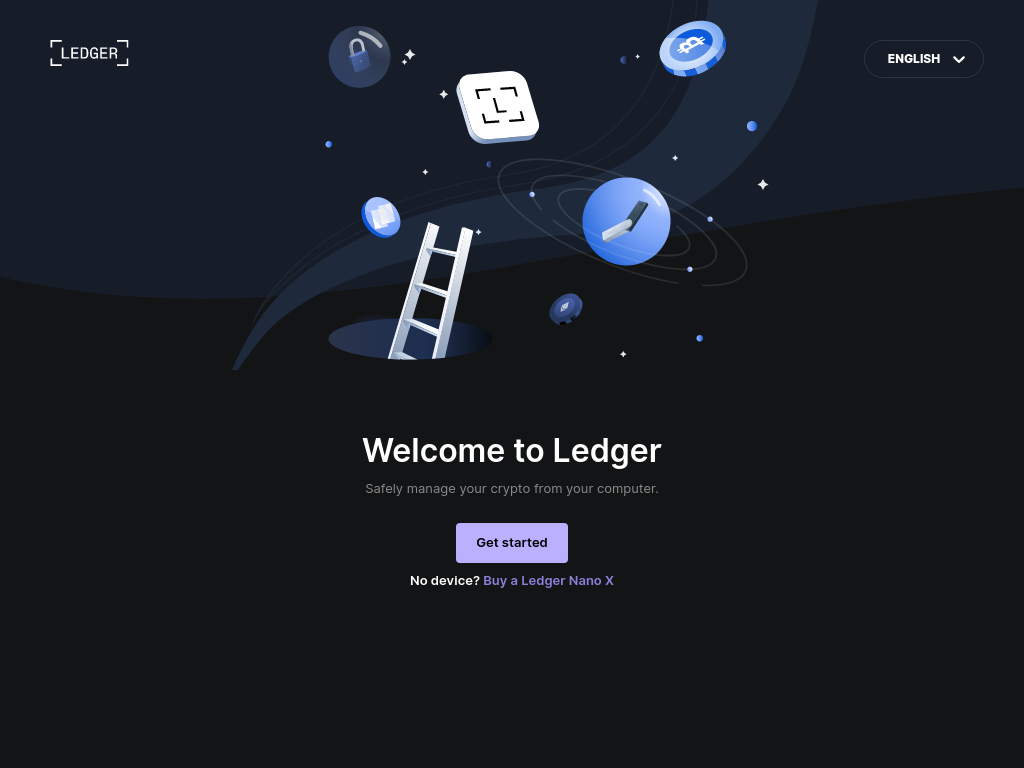 LEDGER
ENGLISH
Welcome to Ledger
Safely manage your crypto from your computer.
Get started
No device? Buy a Ledger Nano X